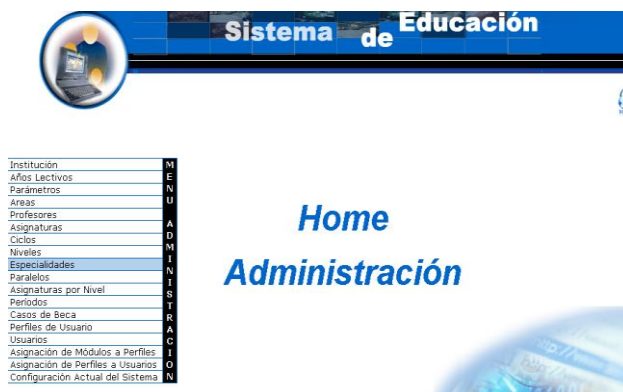 Sistema de Educación
Institución
Años Lectivos
Parámetros
Areas
Profesores
Asignaturas
Ciclos
Niveles
Especialidades
Paralelos
Asignaturas por Nivel
Períodos
Casos de Beca
Perfiles de Usuario
Usuarios
Asignación de Módulos a Perfiles
Asignación de Perfiles a Usuarios
Configuración Actual del Sistema
MENU ADMINISTRACION
Home
Administración